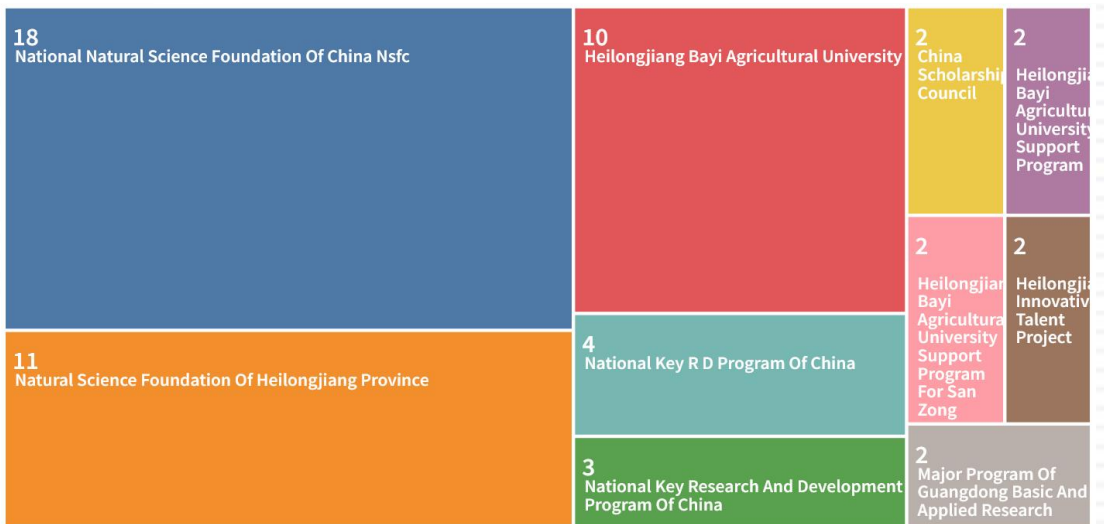 18
National Natural Science Foundation Of China Nsfc
11
Natural Science Foundation Of Heilongjiang Province
10
Heilongjiang Bayi Agricultural University
4
National Key R D Program Of China
3
National Key Research And Development
Program Of China
2
China
Scholarshi
Council
2
Heilongjia
Bayi
Agricultur
University
Support
Program
2
Heilongjian
Bayi
Agricultura
University
Support
Program
For San
Zong
2
Heilongjia
Innovativ
Talent
Project
2
Major Program Of
Guangdong Basic And
Applied Research